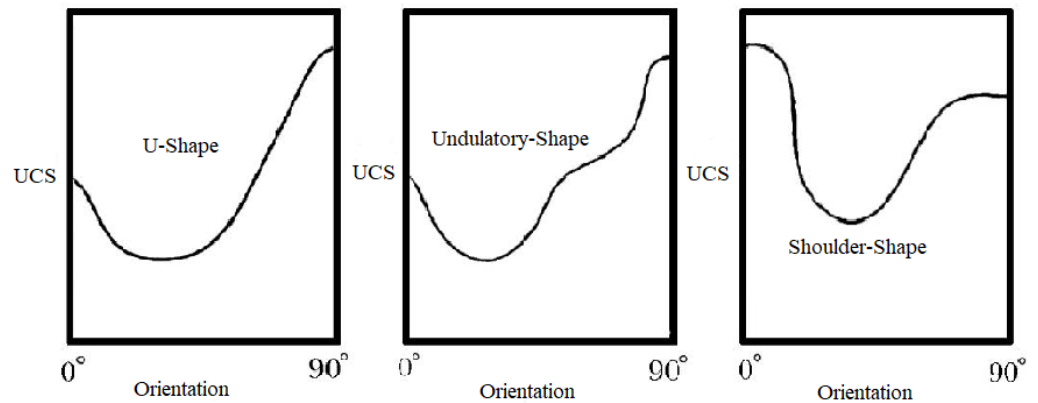 U-Shape
UCS
0°
90°
Orientation
Undulatory-Shape
UCS
0°
90°
Orientation
UCS
Shoulder-Shape
0°
90°
Orientation